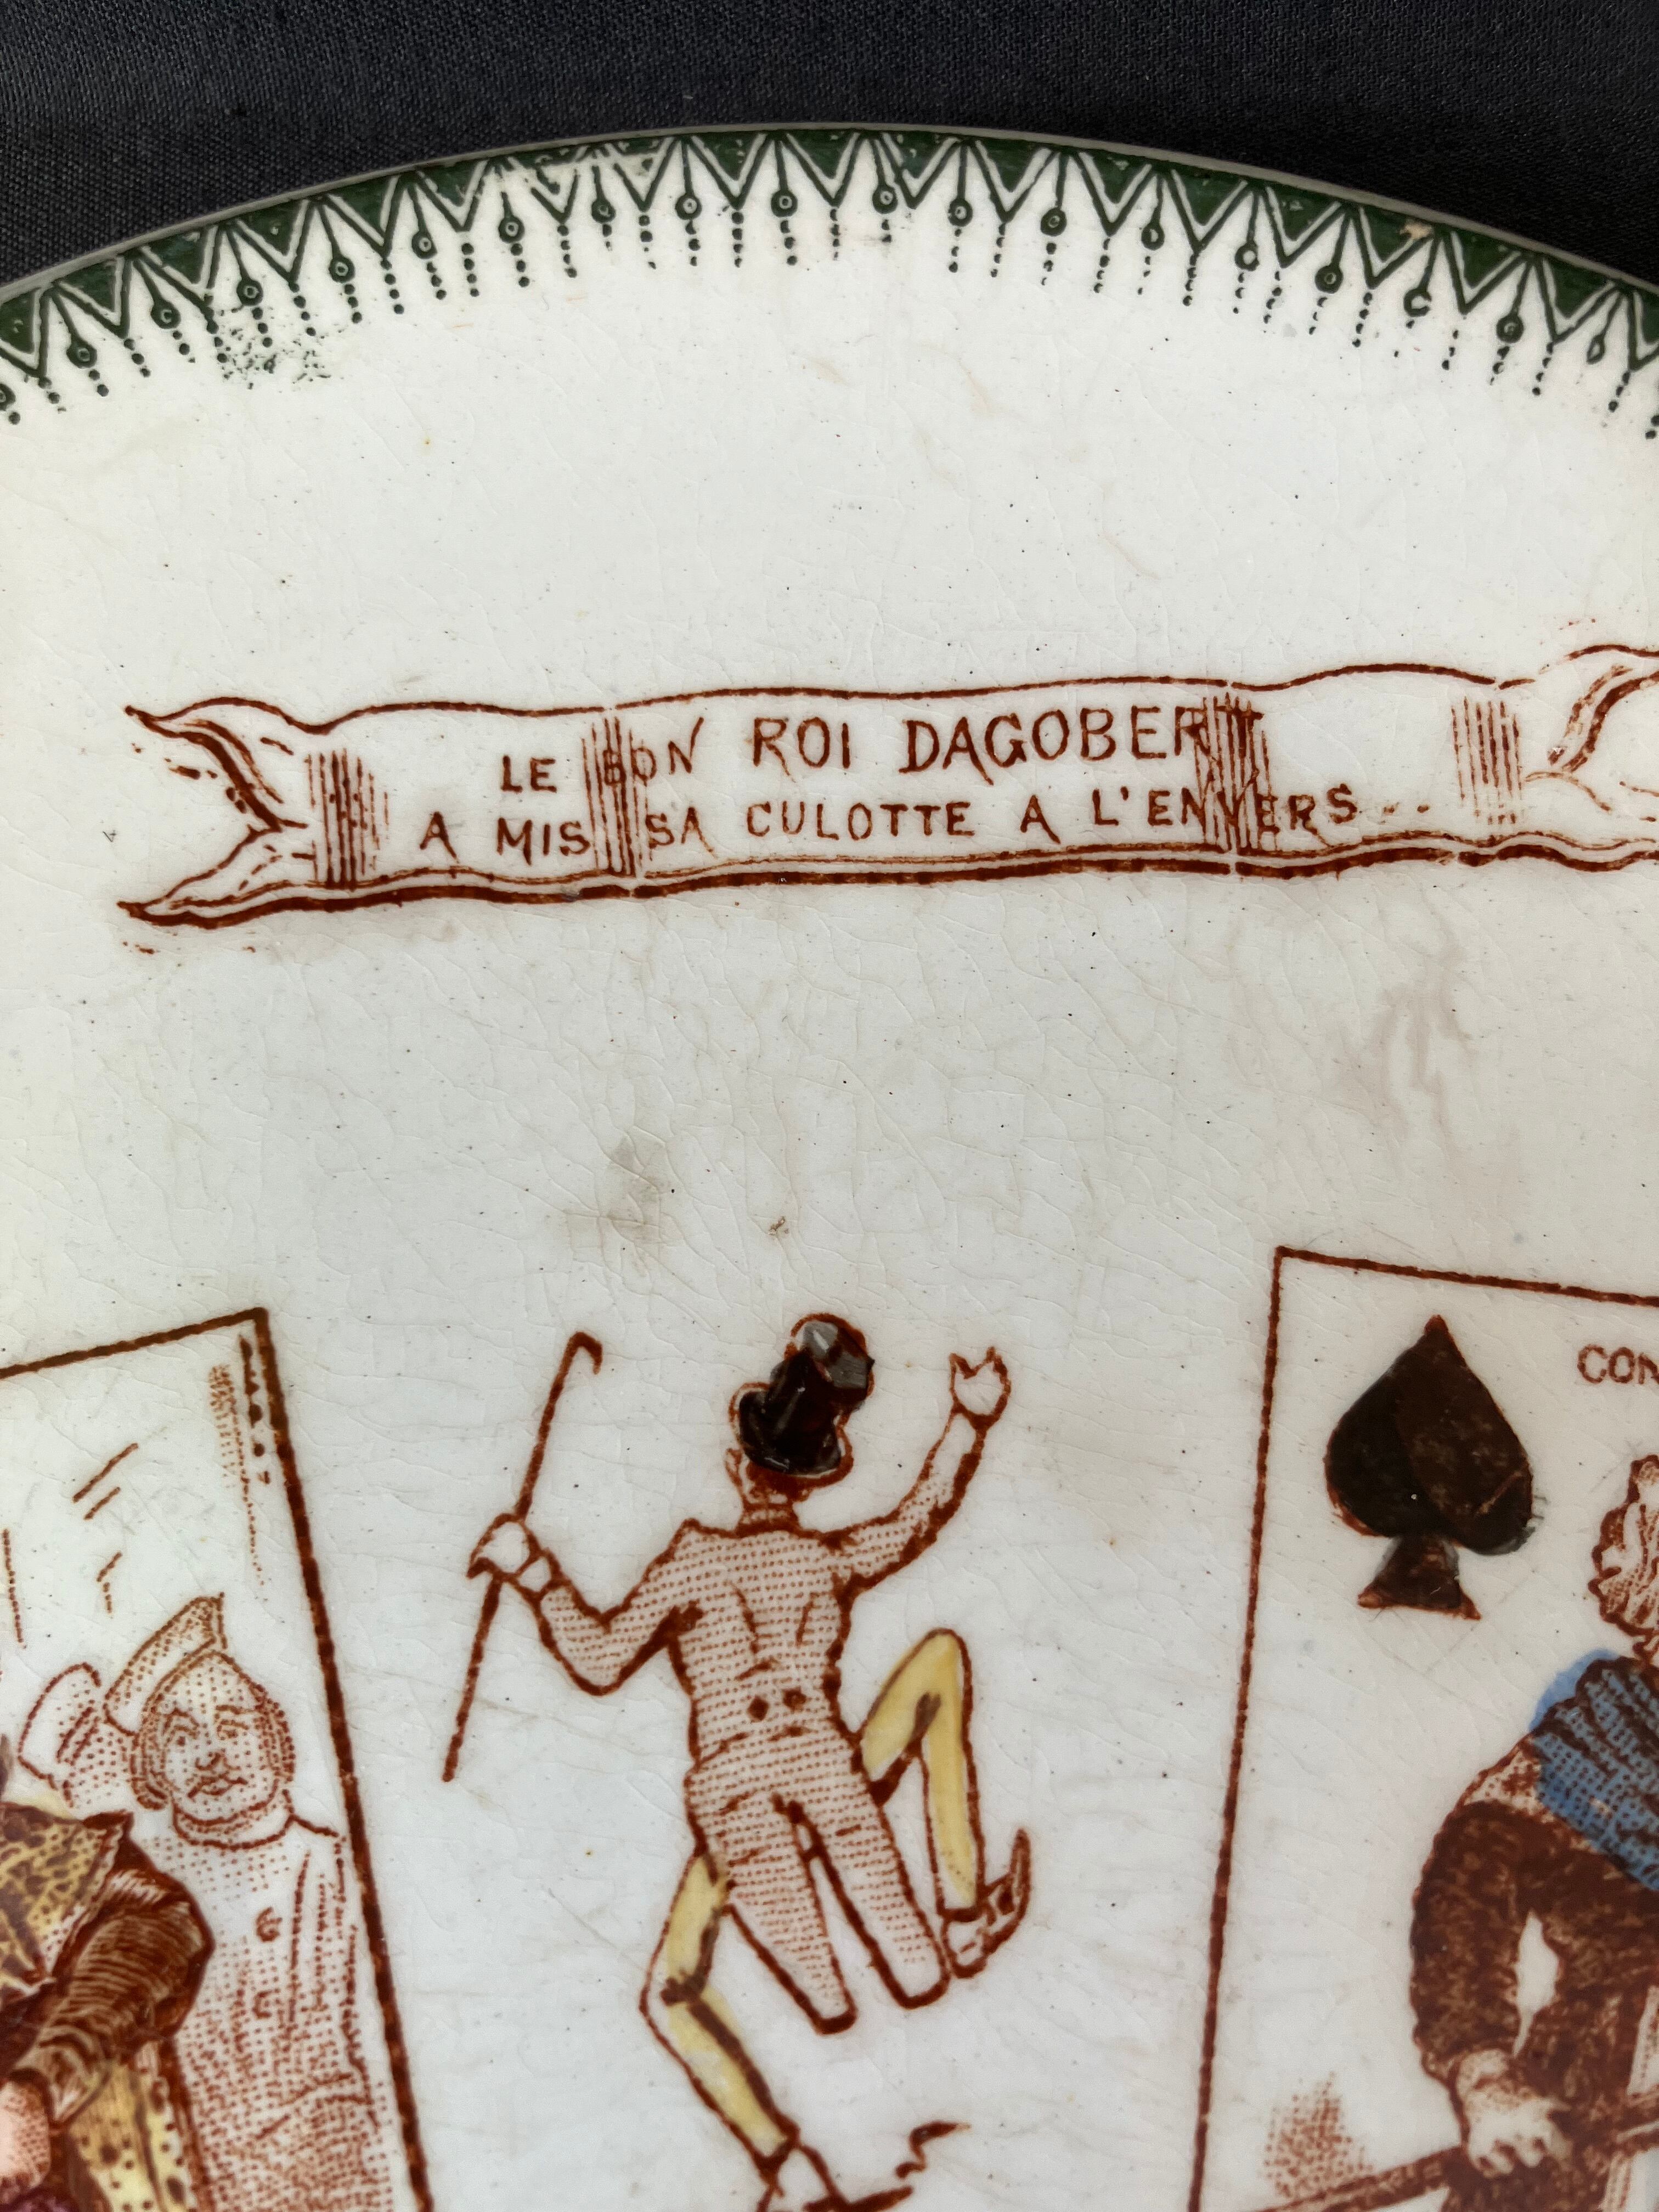 LE BON ROI DAGOBERT
A MIS SA CULOTTE A L'ENVERS...